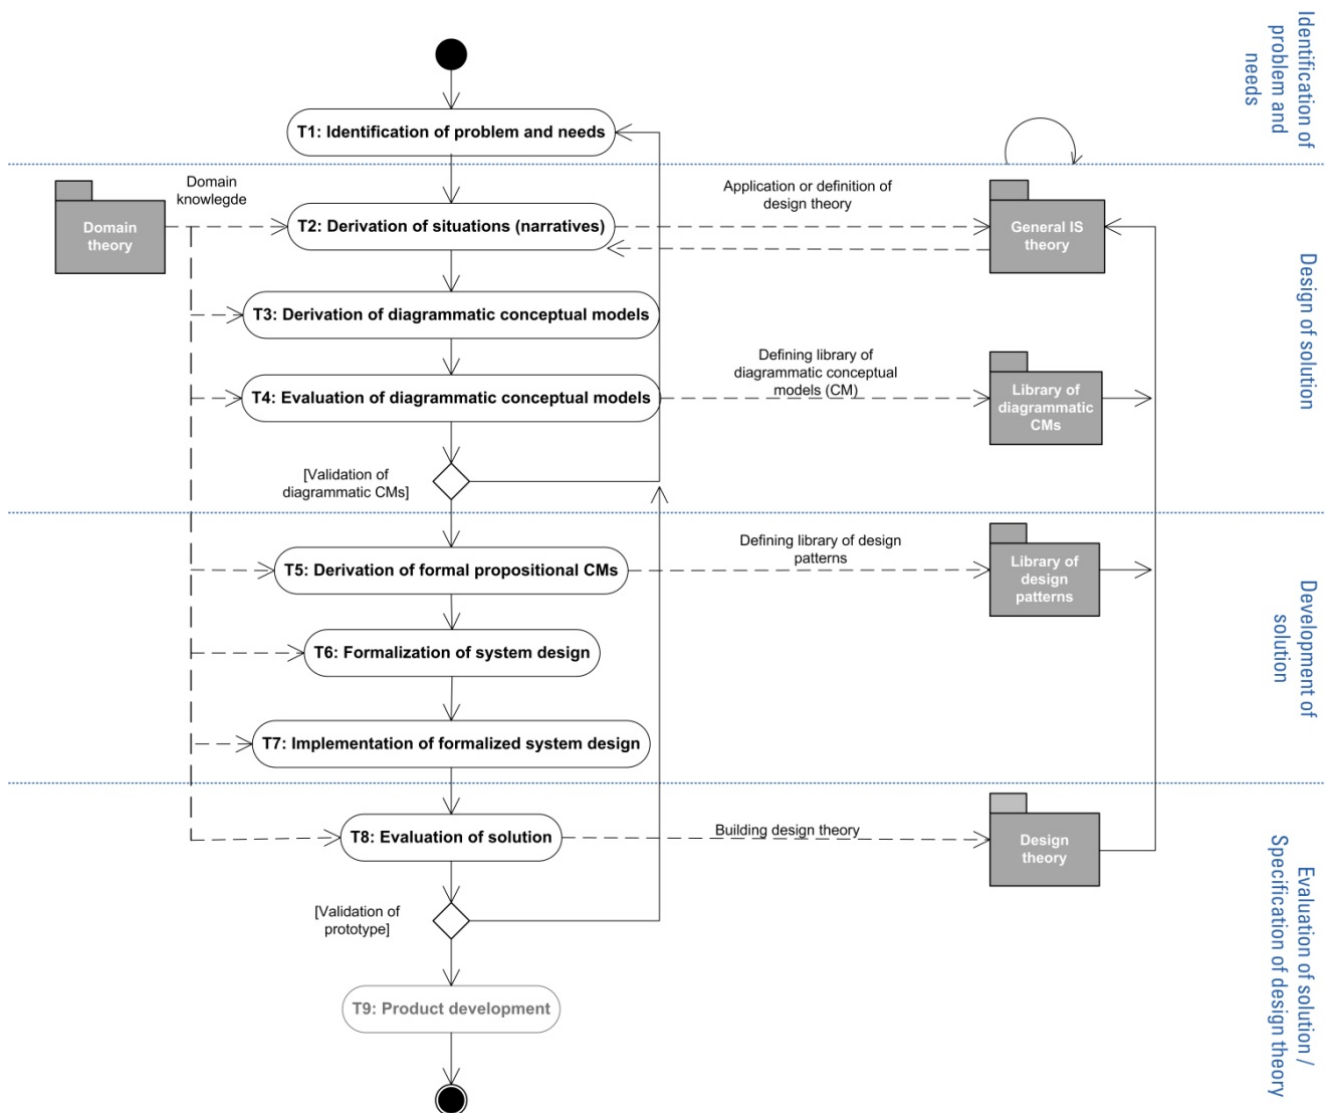 Identification of
problem and
needs
T1: Identification of problem and needs
Domain
knowlegde
Application or definition of
design theory
Domain
theory
T2: Derivation of situations (narratives)
General IS
theory
Design of solution
T3: Derivation of diagrammatic conceptual models
Defining library of
diagrammatic conceptual
models (CM)
T4: Evaluation of diagrammatic conceptual models
Library of
diagrammatic
CMs
[Validation of
diagrammatic CMs]
Defining library of design
patterns
T5: Derivation of formal propositional CMs
Library of
design
patterns
Development of
solution
T6: Formalization of system design
T7: Implementation of formalized system design
T8: Evaluation of solution
Building design theory
Design
theory
Evaluation of solution /
Specification of design theory
[Validation of
prototype]
T9: Product development